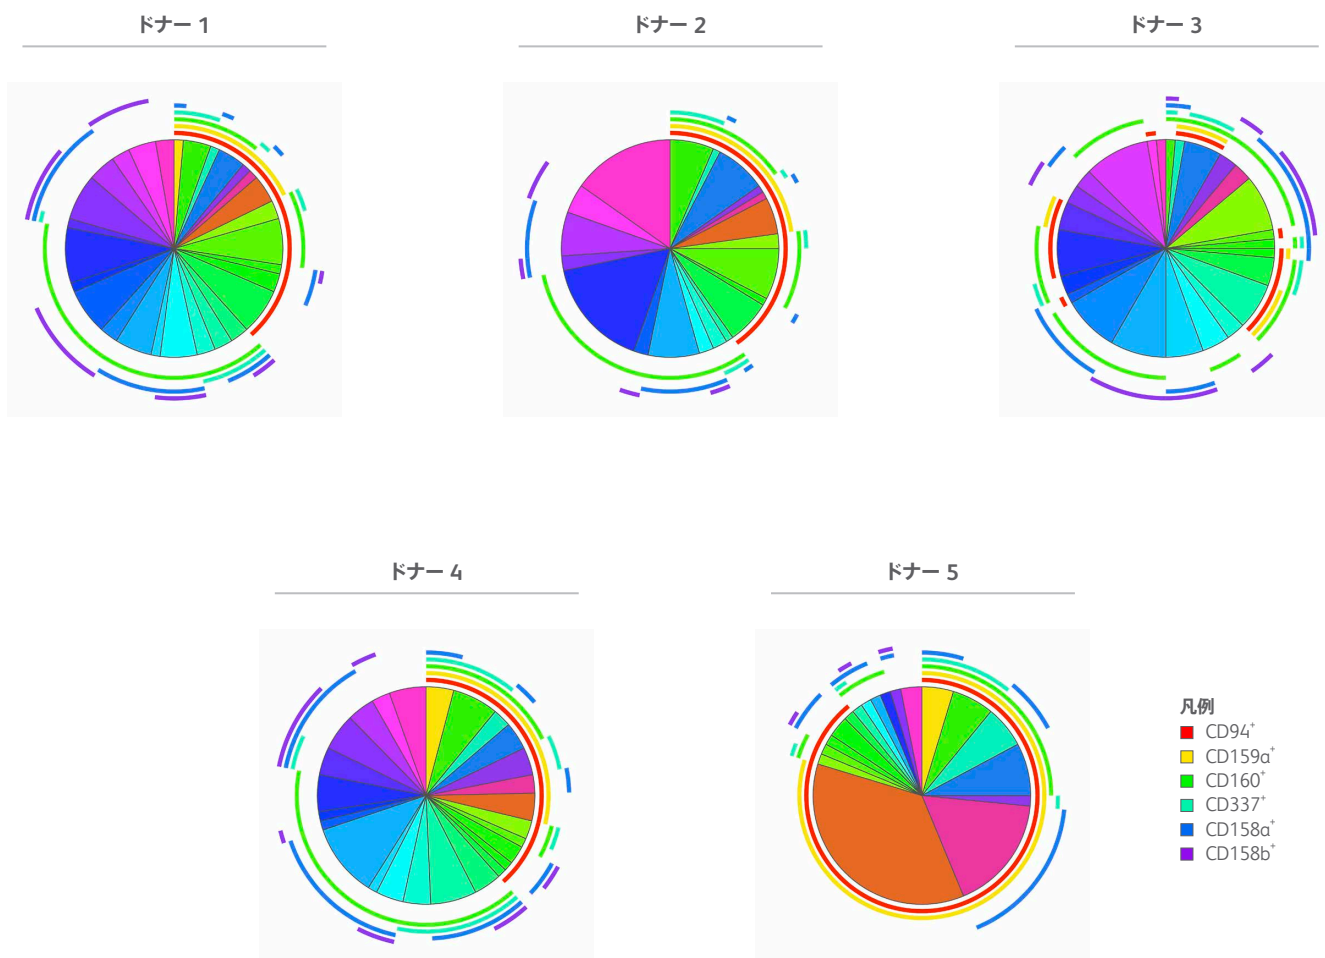 ドナー 1
ドナー 2
ドナー 3
ドナー 4
ドナー 5
凡例
CD94⁺
CD159a⁺
CD160⁺
CD337⁺
CD158a⁺
CD158b⁺